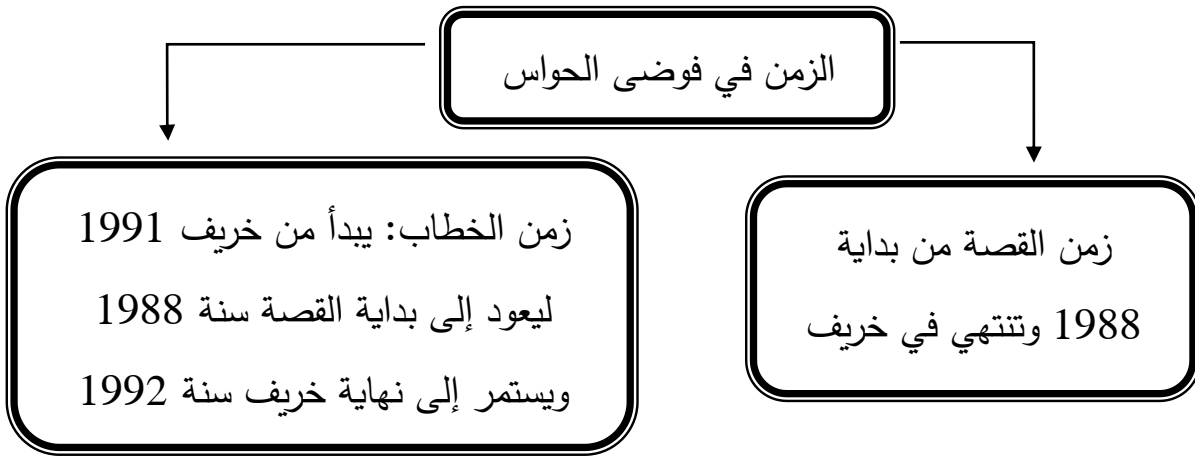 الزمن في فوضى الحواس
زمن القصة من بداية
1988 وتنتهي في خريف
زمن الخطاب: يبدأ من خريف 1991
ليعود إلى بداية القصة سنة 1988
ويستمر إلى نهاية خريف سنة 1992